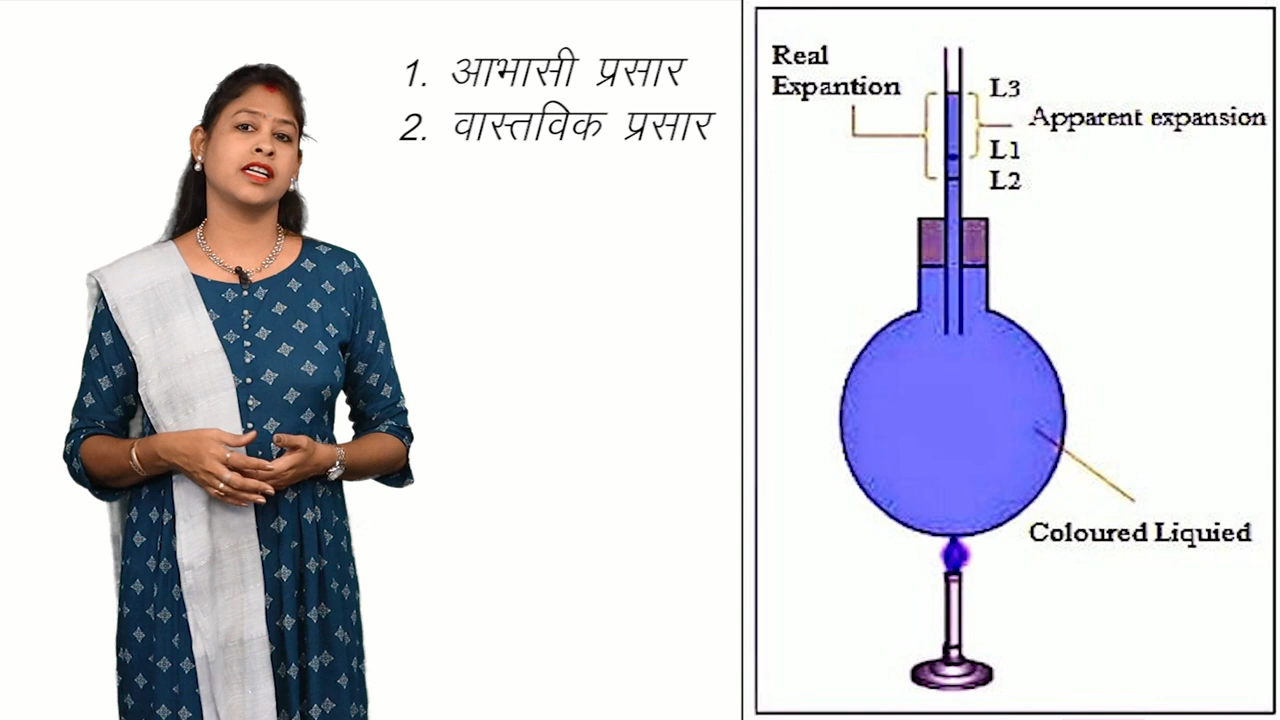 1. आभासी प्रसार
2. वास्तविक प्रसार
Real
Expantion
L3
Apparent expansion
L1
L2
Coloured Liquied